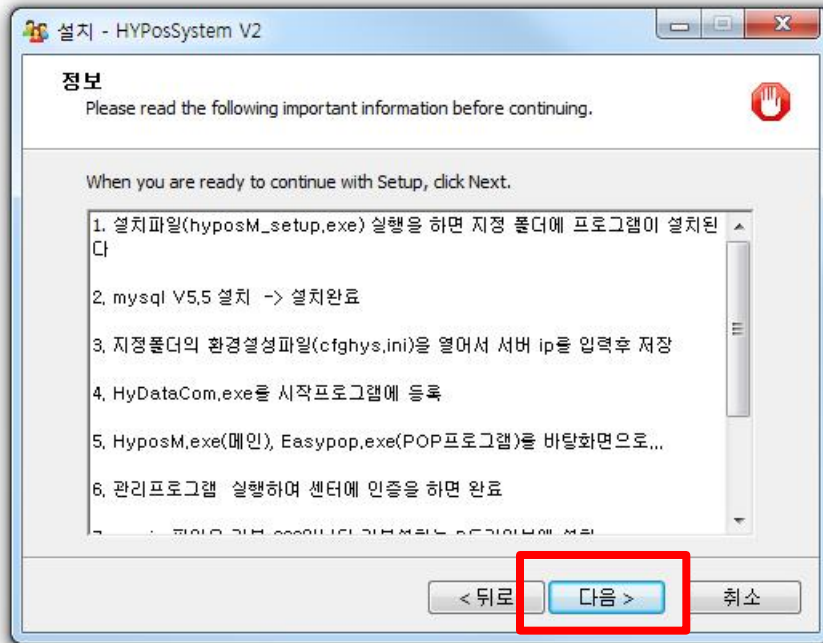 설치 - HYPosSystem V2
정보
Please read the following important information before continuing.
When you are ready to continue with Setup, click Next.
1. 설치파일(hyposM_setup.exe) 실행을 하면 지정 폴더에 프로그램이 설치된
다
2. mysql V5.5 설치 -> 설치완료
3. 지정폴더의 환경설성파일(cfghys.ini)을 열어서 서버 ip를 입력후 저장
4. HyDataCom.exe를 시작프로그램에 등록
5. HyposM.exe(메인), Easypop.exe(POP프로그램)를 바탕화면으로...
6. 관리프로그램 실행하여 센터에 인증을 하면 완료
< 뒤로
다음 >
취소